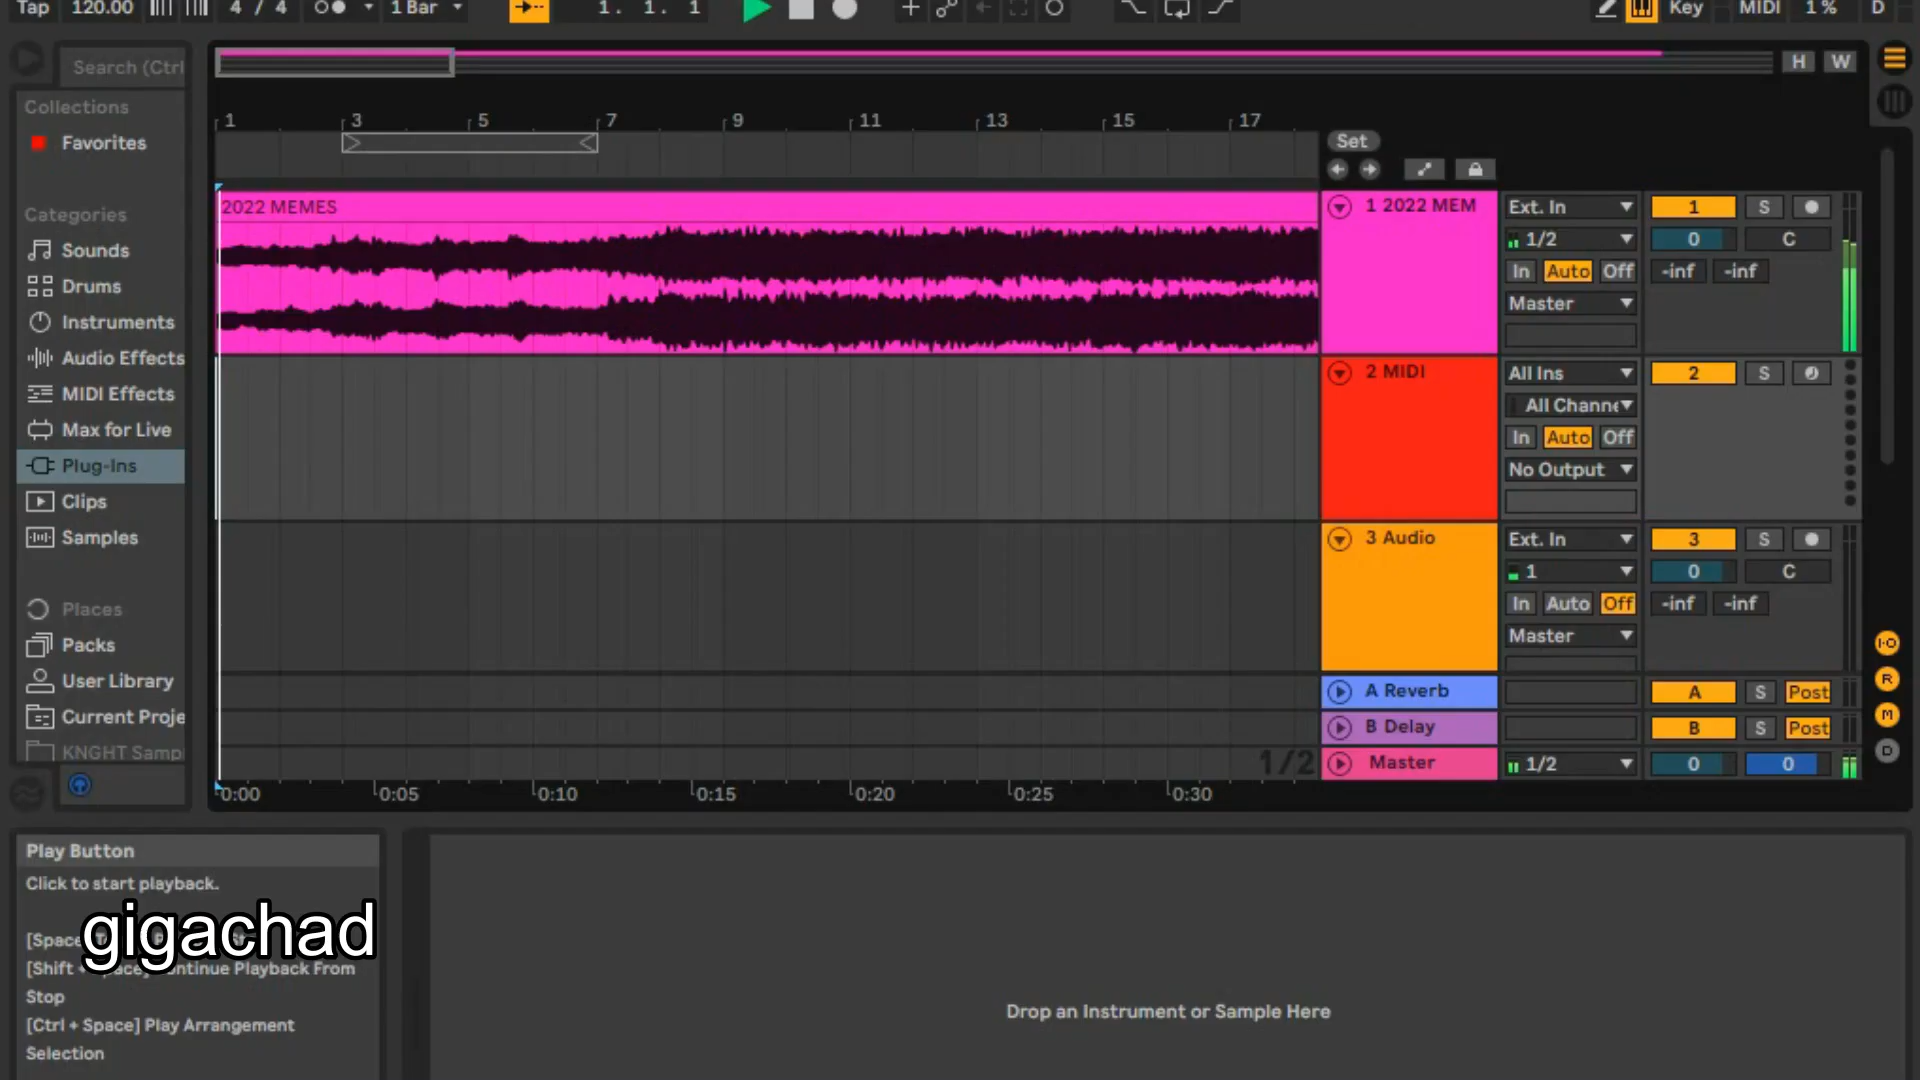 Tap 120.00 4 / 4 1 Bar 1. 1. 1 Key MIDI 1 % D
Search (Ctrl
H W
Collections
Favorites
1 3 5 7 9 11 13 15 17
Set
Categories
Sounds
Drums
Instruments
Audio Effects
MIDI Effects
Max for Live
Plug-Ins
Clips
Samples
Places
Packs
User Library
Current Proje
KNGHT Samp
2022 MEMES
1 2022 MEM Ext. In 1 S
1/2 0 C
In Auto Off -inf -inf
Master
2 MIDI All Ins 2 S
All Channe
In Auto Off
No Output
3 Audio Ext. In 3 S
1 0 C
In Auto Off -inf -inf
Master
A Reverb A S Post
B Delay B S Post
1/2 Master 1/2 0 0
I·O
R
M
D
0:00 0:05 0:10 0:15 0:20 0:25 0:30
Play Button
Click to start playback.
gigachad
[Space
[Shift + Space] Continue Playback From
Stop
[Ctrl + Space] Play Arrangement
Selection
Drop an Instrument or Sample Here